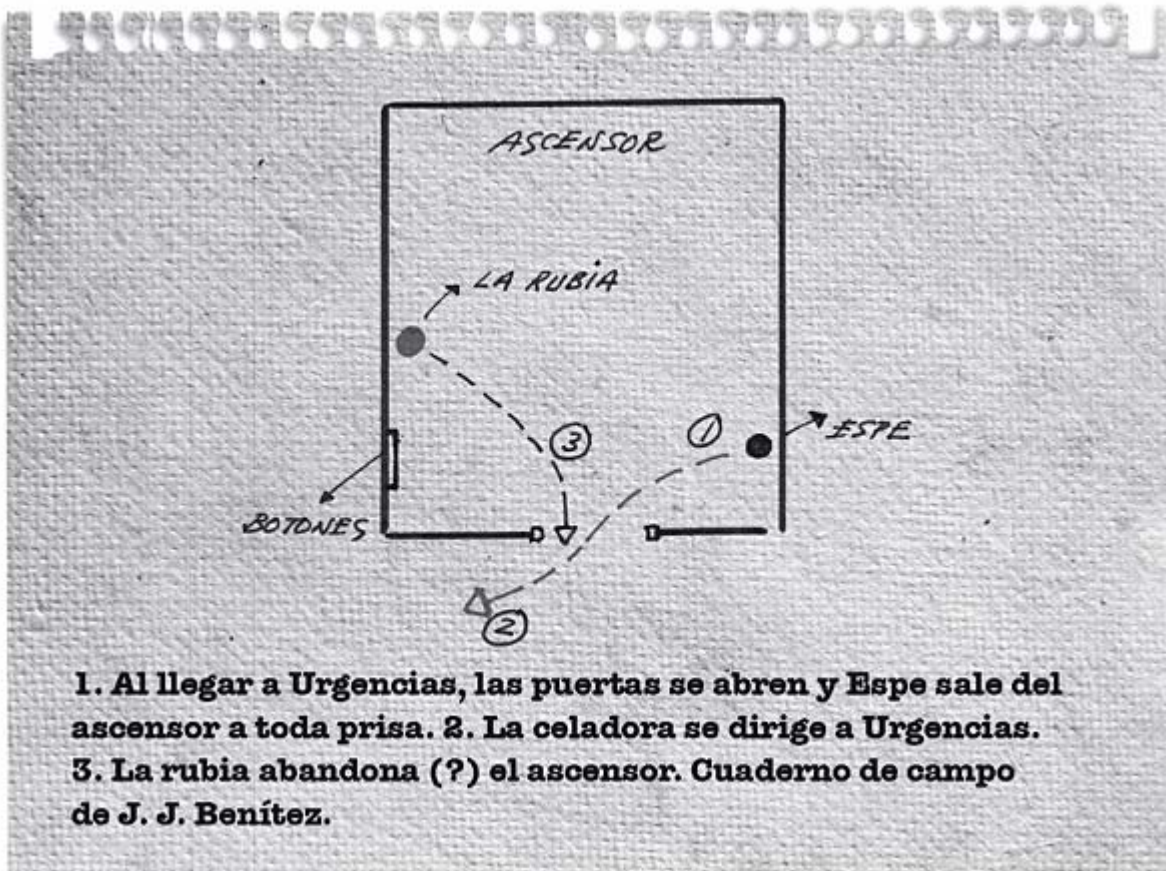 ASCENSOR
LA RUBIA
3
1
ESPE
BOTONES
2
1. Al llegar a Urgencias, las puertas se abren y Espe sale del
ascensor a toda prisa. 2. La celadora se dirige a Urgencias.
3. La rubia abandona (?) el ascensor. Cuaderno de campo
de J. J. Benítez.